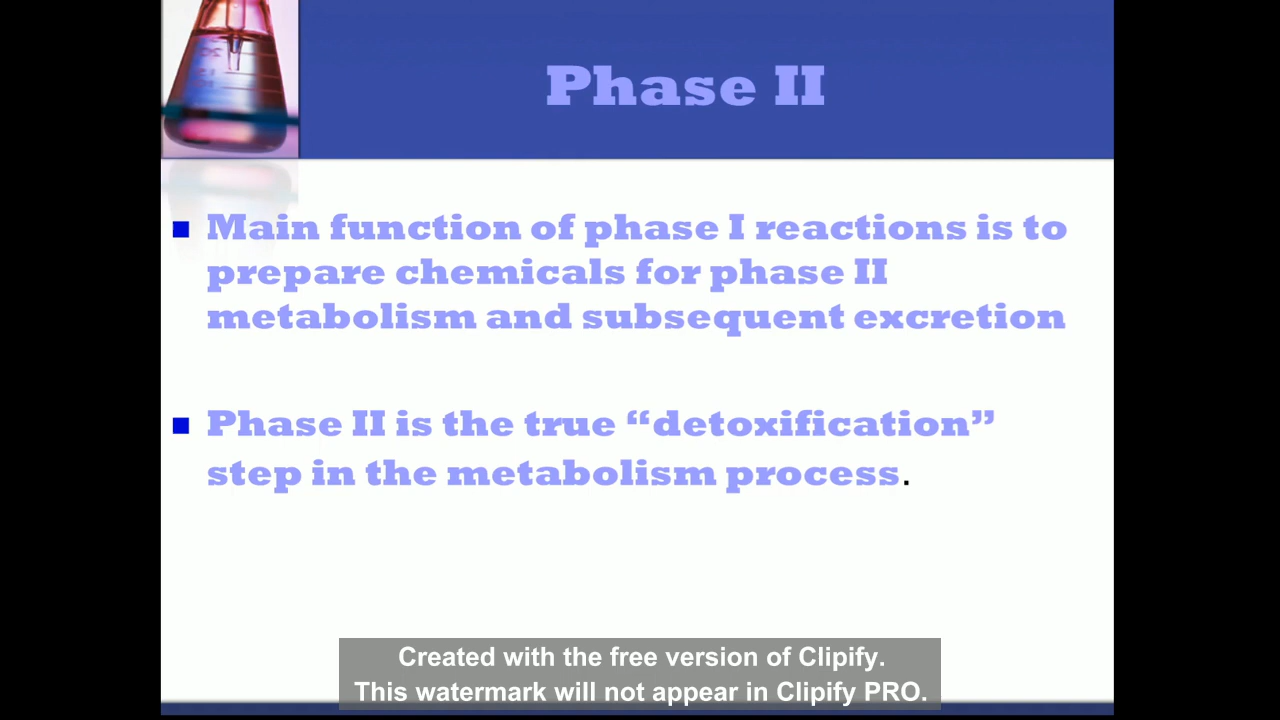 Phase II
Main function of phase I reactions is to
prepare chemicals for phase II
metabolism and subsequent excretion
Phase II is the true “detoxification”
step in the metabolism process.
Created with the free version of Clipify.
This watermark will not appear in Clipify PRO.